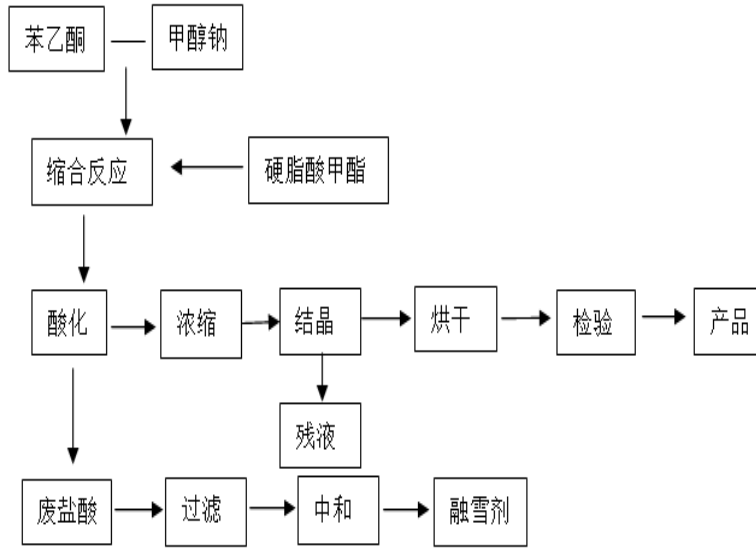 苯乙酮
甲醇钠
缩合反应
硬脂酸甲酯
酸化
浓缩
结晶
烘干
检验
产品
残液
废盐酸
过滤
中和
融雪剂